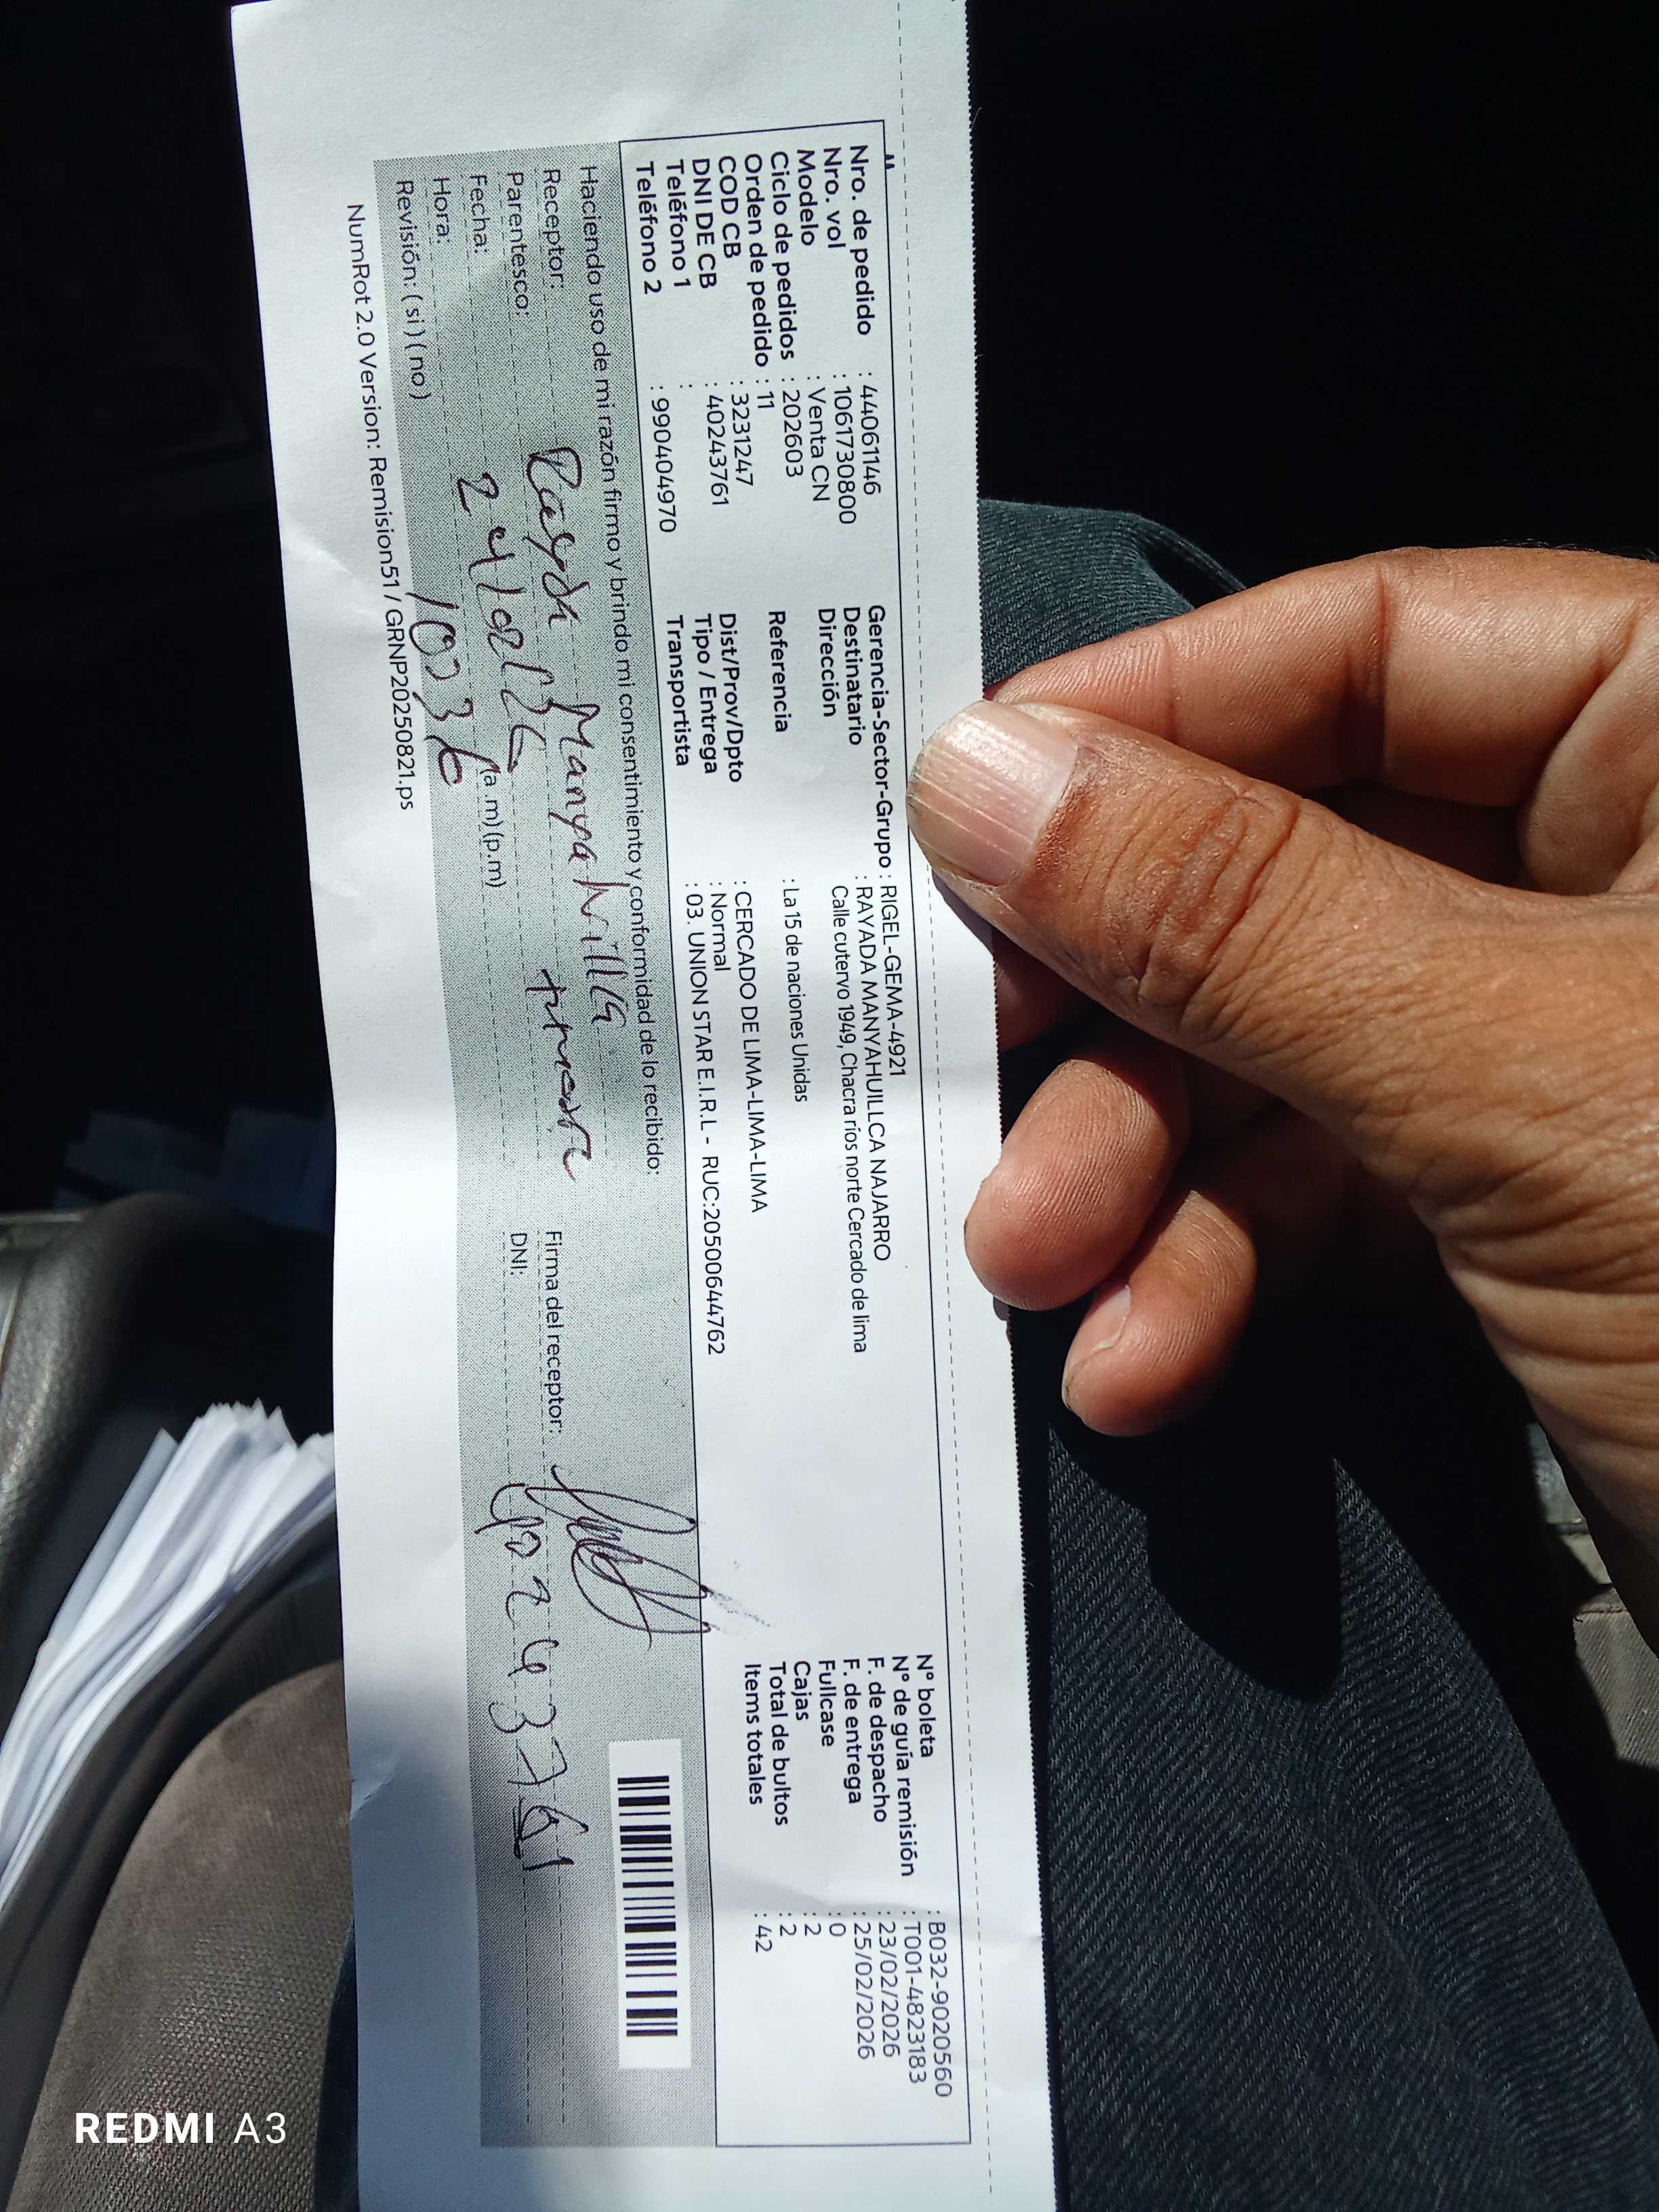 Nro. de pedido : 44061146
Nro. vol : 1061730800
Modelo : Venta CN
Ciclo de pedidos : 202603
Orden de pedido : 11
COD CB : 3231247
DNI DE CB : 40243761
Teléfono 1 :
Teléfono 2 : 990404970
Gerencia-Sector-Grupo : RIGEL-GEMA-4921
Destinatario : RAYADA MANYAHUILLCA NAJARRO
Dirección Calle cutervo 1949, Chacra ríos norte Cercado de lima
Referencia : La 15 de naciones Unidas
Dist/Prov/Dpto : CERCADO DE LIMA-LIMA-LIMA
Tipo / Entrega : Normal
Transportista : 03. UNION STAR E.I.R.L - RUC:20500644762
N° boleta : B032-9020560
N° de guía remisión : T001-4823183
F. de despacho : 23/02/2026
F. de entrega : 25/02/2026
Fullcase : 0
Cajas : 2
Total de bultos : 2
Items totales : 42
Haciendo uso de mi razón firmo y brindo mi consentimiento y conformidad de lo recibido:
Receptor: Firma del receptor:
Parentesco: DNI: 40243761
Fecha: 24/02/26
Hora: 1036 (a.m)(p.m)
Revisión: ( si ) ( no )
NumRot 2.0 Version: Remision51 / GRNP20250821.ps
REDMI A3